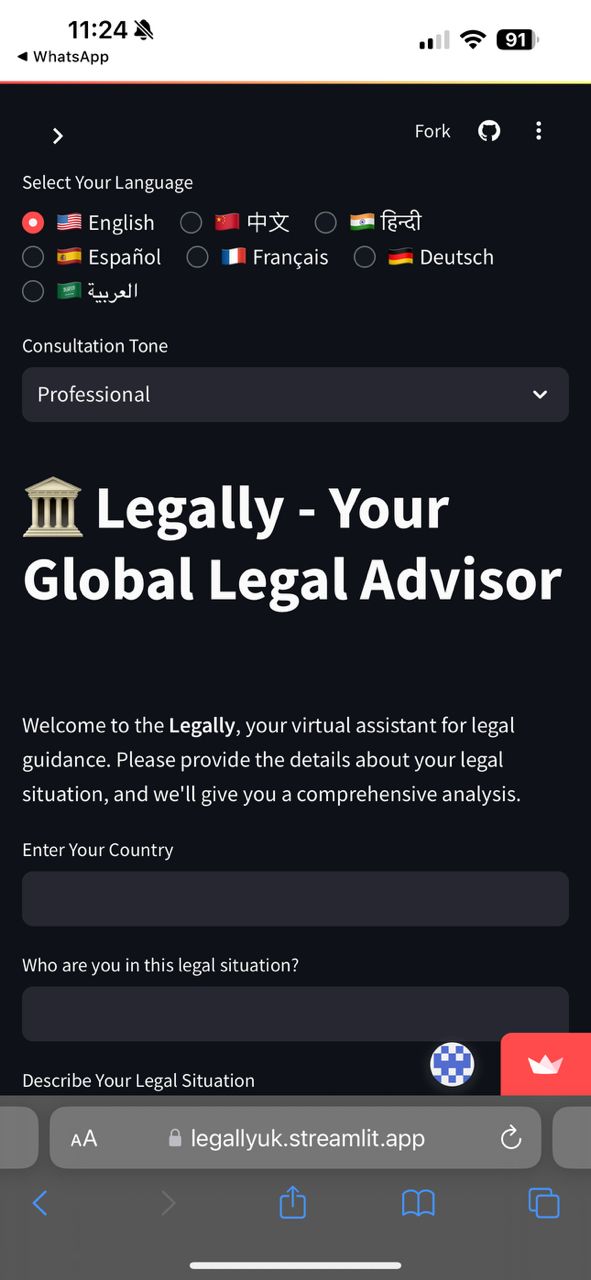 11:24
91
◀ WhatsApp
Fork
Select Your Language
English 中文 हिन्दी
Español Français Deutsch
العربية
Consultation Tone
Professional
Legally - Your
Global Legal Advisor
Welcome to the Legally, your virtual assistant for legal
guidance. Please provide the details about your legal
situation, and we'll give you a comprehensive analysis.
Enter Your Country
Who are you in this legal situation?
Describe Your Legal Situation
AA legallyuk.streamlit.app